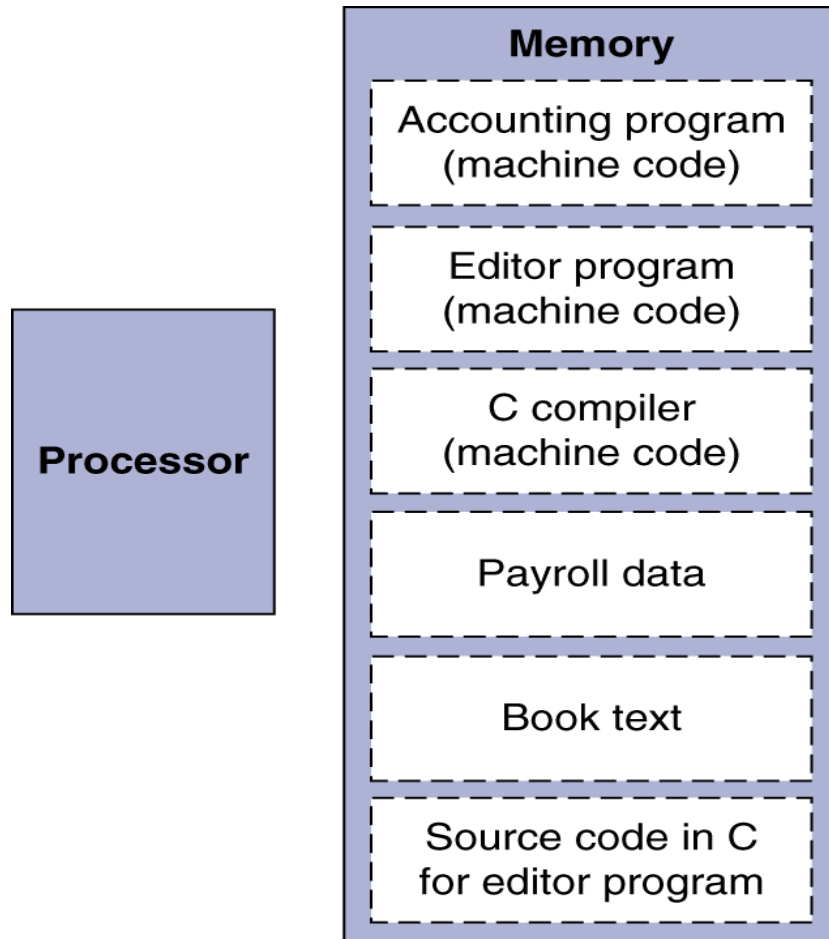 Memory
Accounting program
(machine code)
Editor program
(machine code)
C compiler
(machine code)
Processor
Payroll data
Book text
Source code in C
for editor program